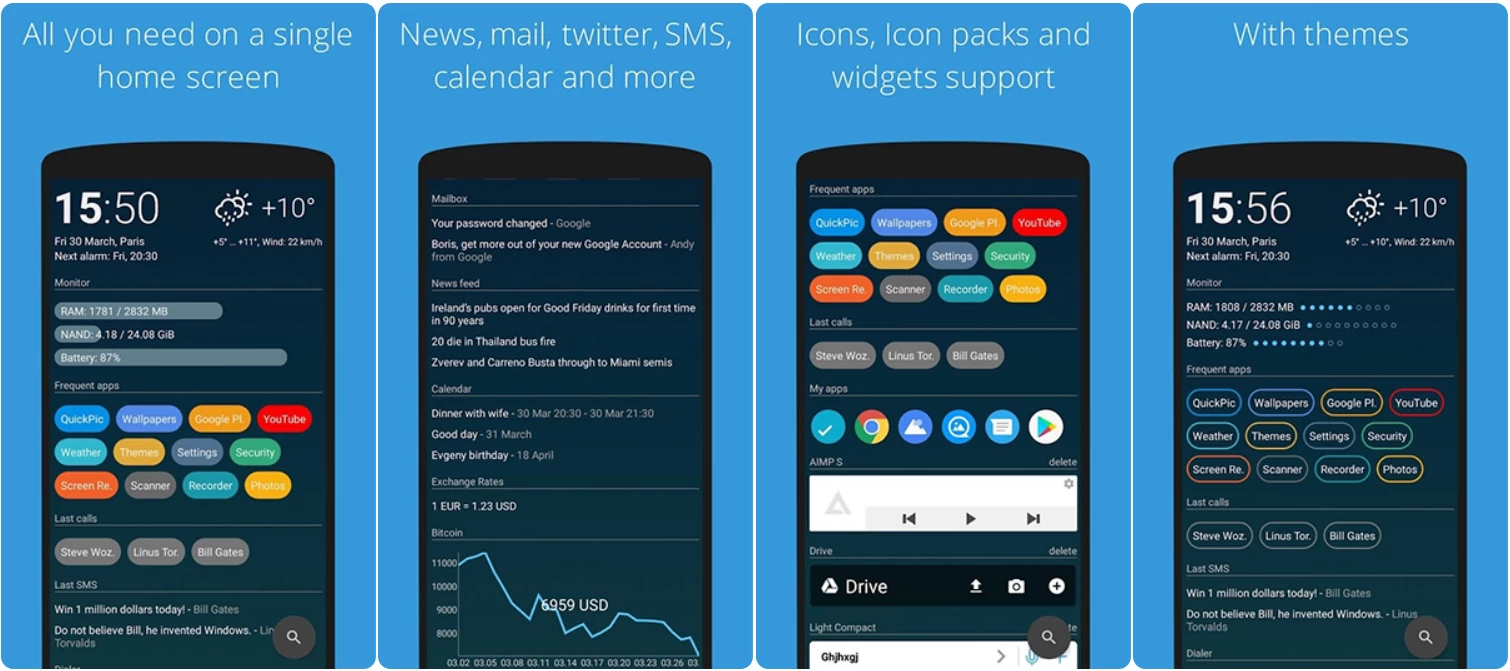 All you need on a single
home screen
15:50
+10°
Fri 30 March, Paris
+5° ... +11°, Wind: 22 km/h
Next alarm: Fri, 20:30
Monitor
RAM: 1781 / 2832 MB
NAND: 4.18 / 24.08 GiB
Battery: 87%
Frequent apps
QuickPic Wallpapers Google Pl. YouTube
Weather Themes Settings Security
Screen Re. Scanner Recorder Photos
Last calls
Steve Woz. Linus Tor. Bill Gates
Last SMS
Win 1 million dollars today! - Bill Gates
Do not believe Bill, he invented Windows. - Lin
Torvalds
News, mail, twitter, SMS,
calendar and more
Mailbox
Your password changed - Google
Boris, get more out of your new Google Account - Andy
from Google
News feed
Ireland's pubs open for Good Friday drinks for first time
in 90 years
20 die in Thailand bus fire
Zverev and Carreno Busta through to Miami semis
Calendar
Dinner with wife - 30 Mar 20:30 - 30 Mar 21:30
Good day - 31 March
Evgeny birthday - 18 April
Exchange Rates
1 EUR = 1.23 USD
Bitcoin
11000
10000
9000
8000
6959 USD
03.02 03.05 03.08 03.11 03.14 03.17 03.20 03.23 03.26 03.
Icons, Icon packs and
widgets support
Frequent apps
QuickPic Wallpapers Google Pl. YouTube
Weather Themes Settings Security
Screen Re. Scanner Recorder Photos
Last calls
Steve Woz. Linus Tor. Bill Gates
My apps
AIMP S delete
Drive delete
Drive
Light Compact te
Ghjhxgj
With themes
15:56
+10°
Fri 30 March, Paris
+5° ... +10°, Wind: 22 km/h
Next alarm: Fri, 20:30
Monitor
RAM: 1808 / 2832 MB
NAND: 4.17 / 24.08 GiB
Battery: 87%
Frequent apps
QuickPic Wallpapers Google Pl. YouTube
Weather Themes Settings Security
Screen Re. Scanner Recorder Photos
Last calls
Steve Woz. Linus Tor. Bill Gates
Last SMS
Win 1 million dollars today! - Bill Gates
Do not believe Bill, he invented Windows. - Linus
Torvalds
Dialer